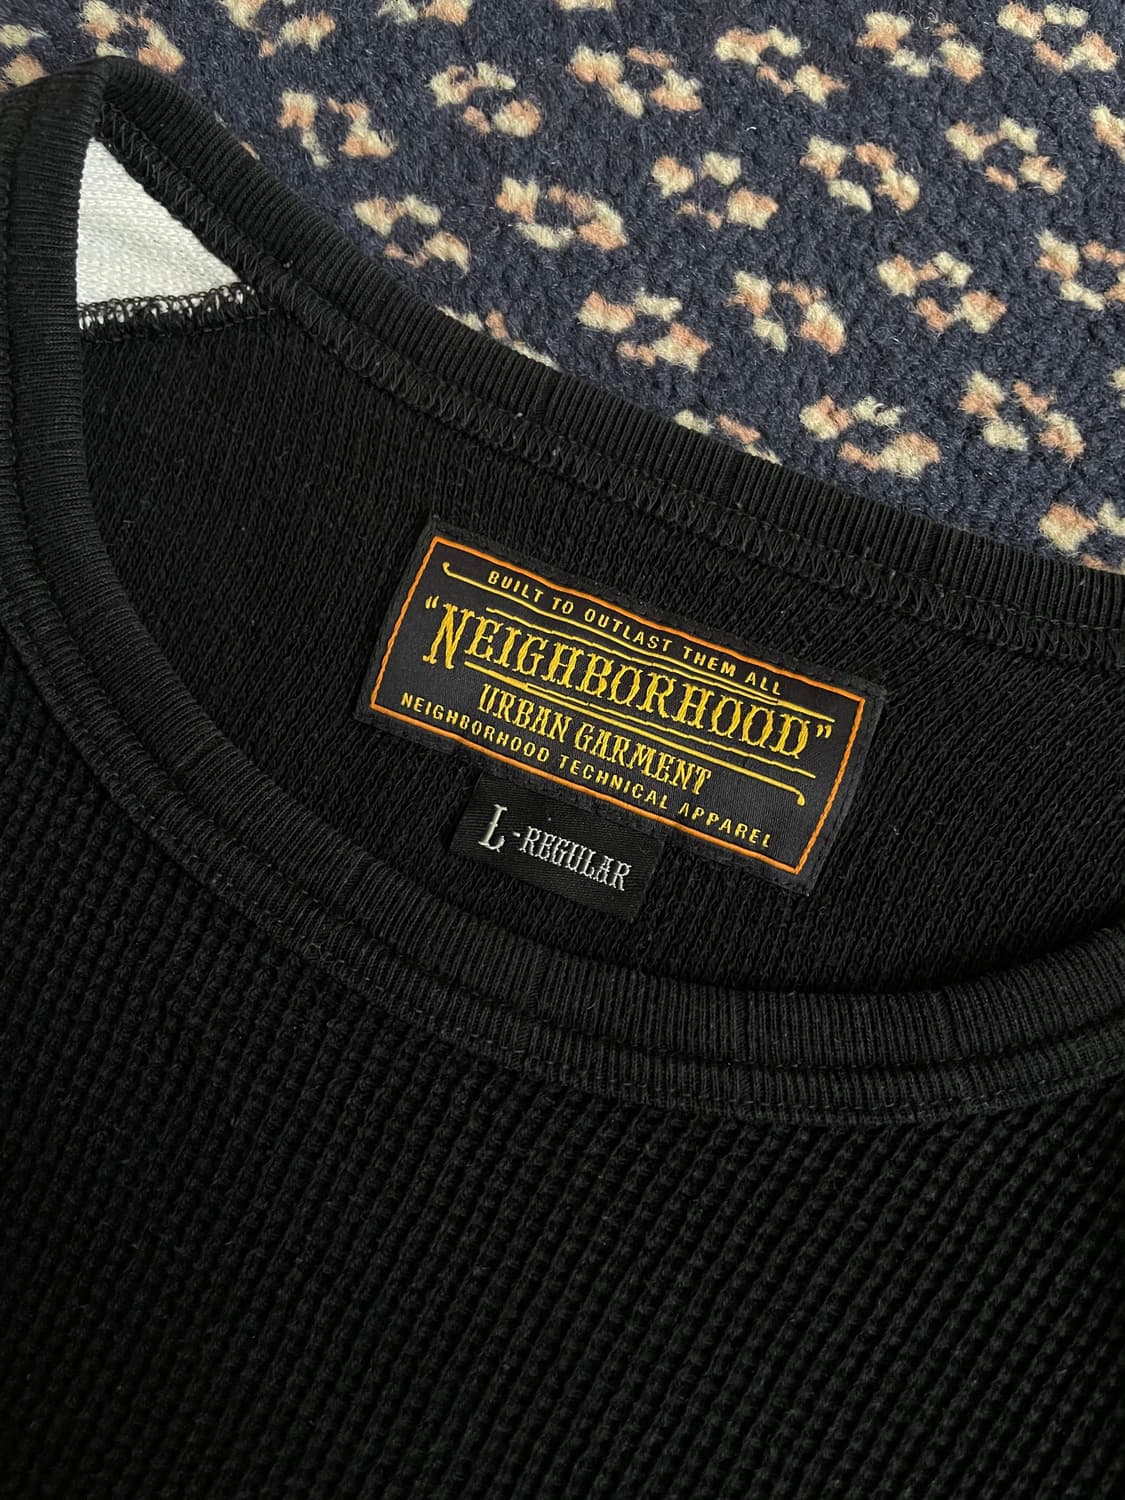 BUILT TO OUTLAST THEM ALL
"NEIGHBORHOOD"
URBAN GARMENT
NEIGHBORHOOD TECHNICAL APPAREL
L-REGULAR